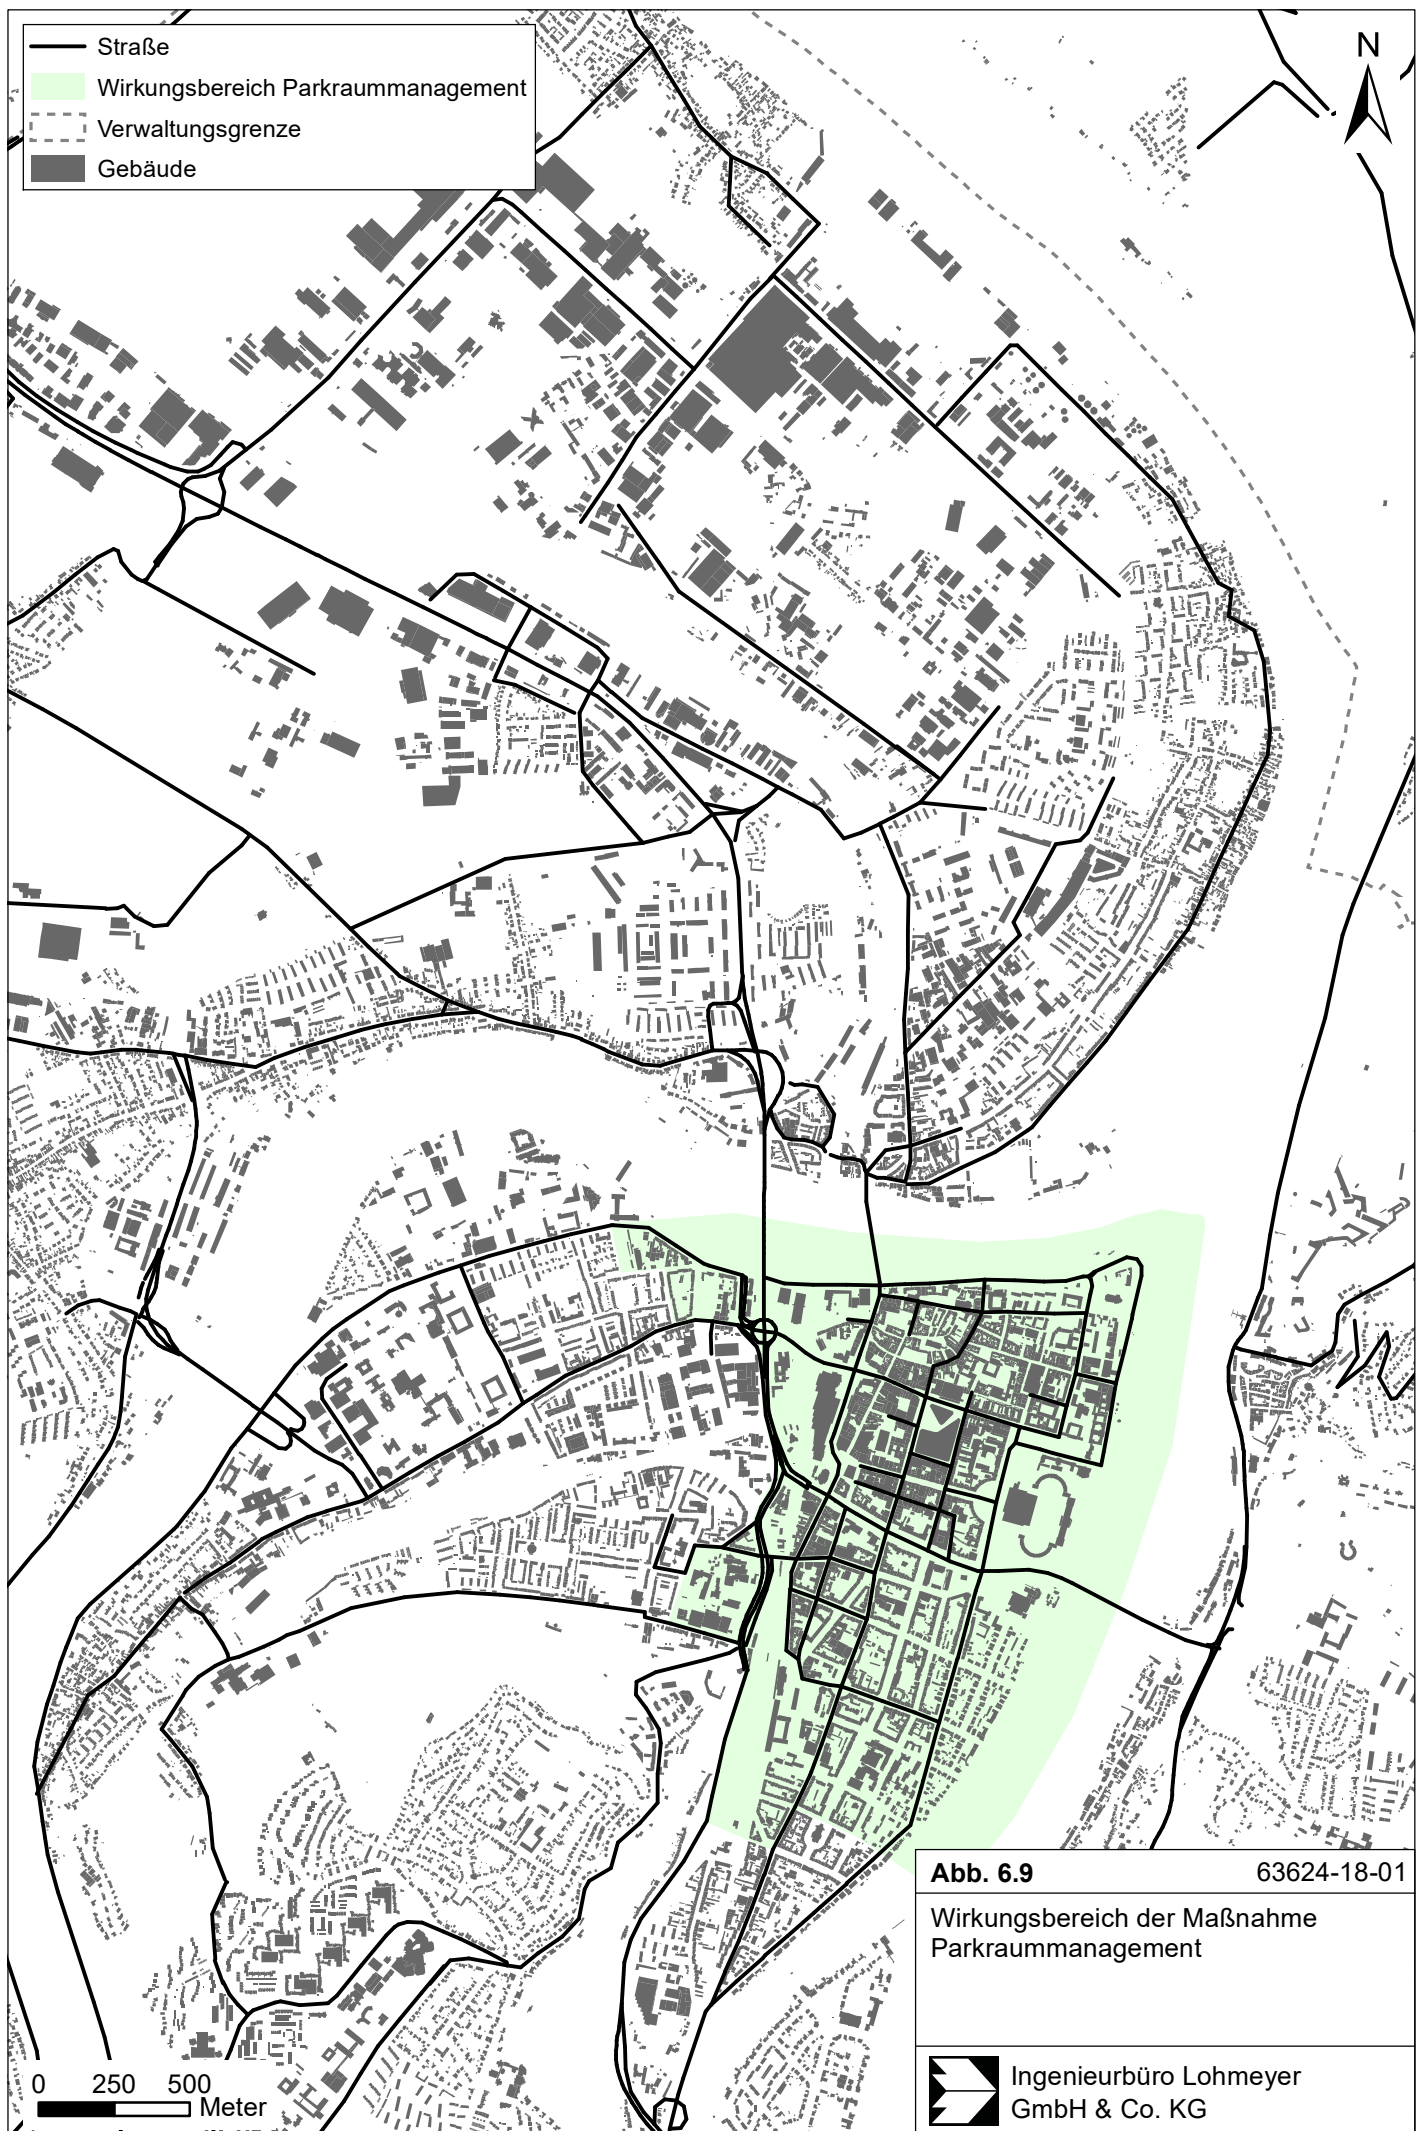 Straße
Wirkungsbereich Parkraummanagement
Verwaltungsgrenze
Gebäude
N
0 250 500
Meter
Abb. 6.9 63624-18-01
Wirkungsbereich der Maßnahme
Parkraummanagement
Ingenieurbüro Lohmeyer
GmbH & Co. KG